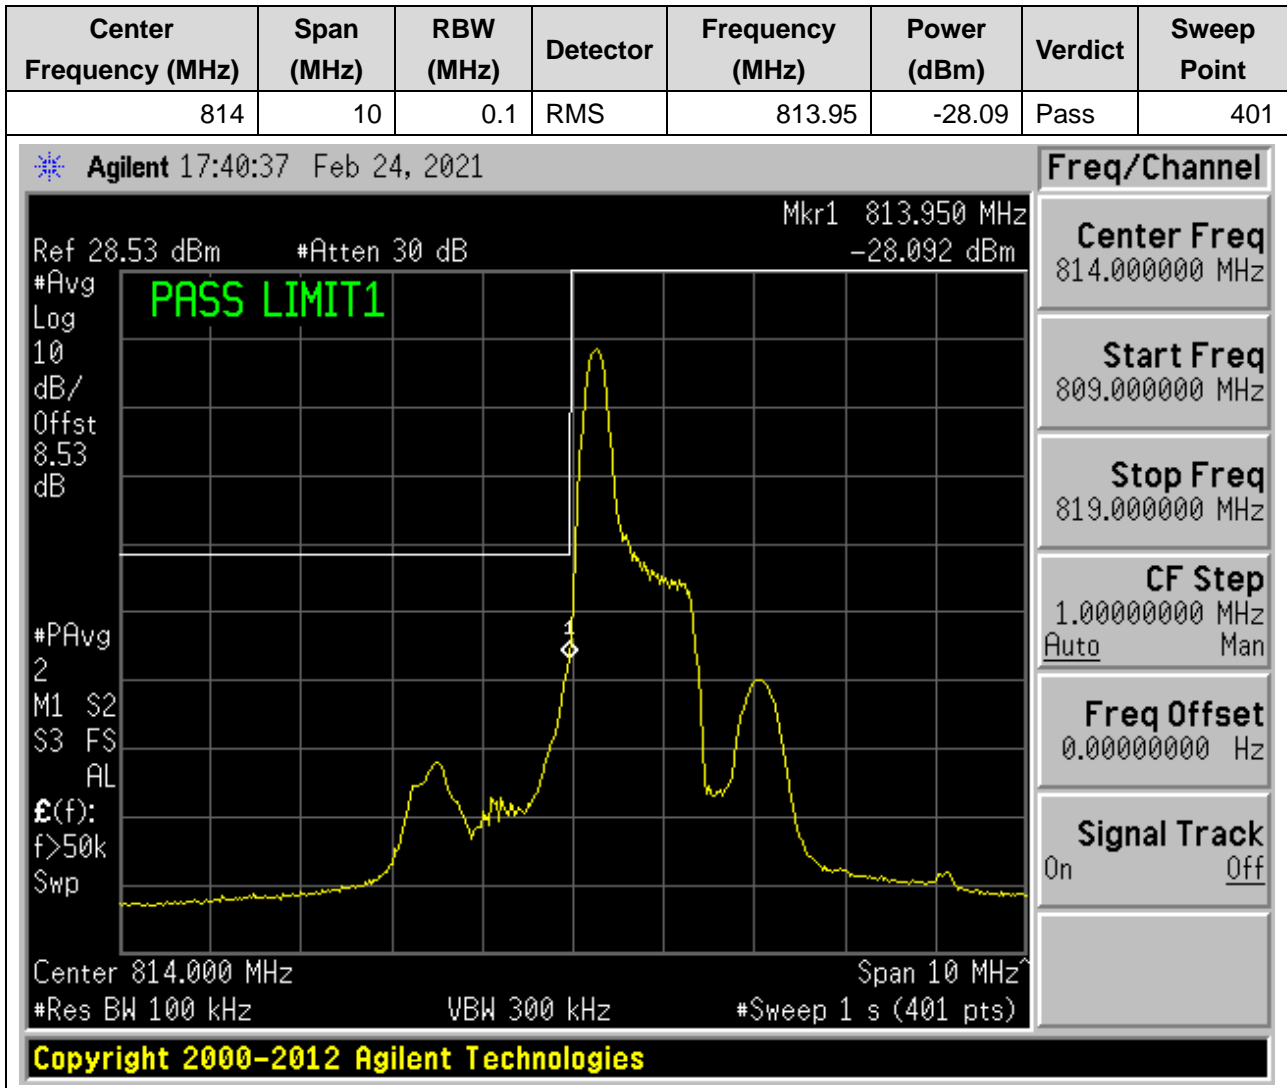 Center Frequency (MHz) Span (MHz) RBW (MHz) Detector Frequency (MHz) Power (dBm) Verdict Sweep Point
814 10 0.1 RMS 813.95 -28.09 Pass 401
Agilent 17:40:37 Feb 24, 2021
Freq/Channel
Mkr1 813.950 MHz
Ref 28.53 dBm #Atten 30 dB -28.092 dBm
#Avg
Log
10
dB/
Offst
8.53
dB
PASS LIMIT1
1
#PAvg
2
M1 S2
S3 FS
AL
£(f):
f>50k
Swp
Center 814.000 MHz Span 10 MHz^
#Res BW 100 kHz VBW 300 kHz #Sweep 1 s (401 pts)
Center Freq
814.000000 MHz
Start Freq
809.000000 MHz
Stop Freq
819.000000 MHz
CF Step
1.00000000 MHz
Auto Man
Freq Offset
0.00000000 Hz
Signal Track
On Off
Copyright 2000-2012 Agilent Technologies